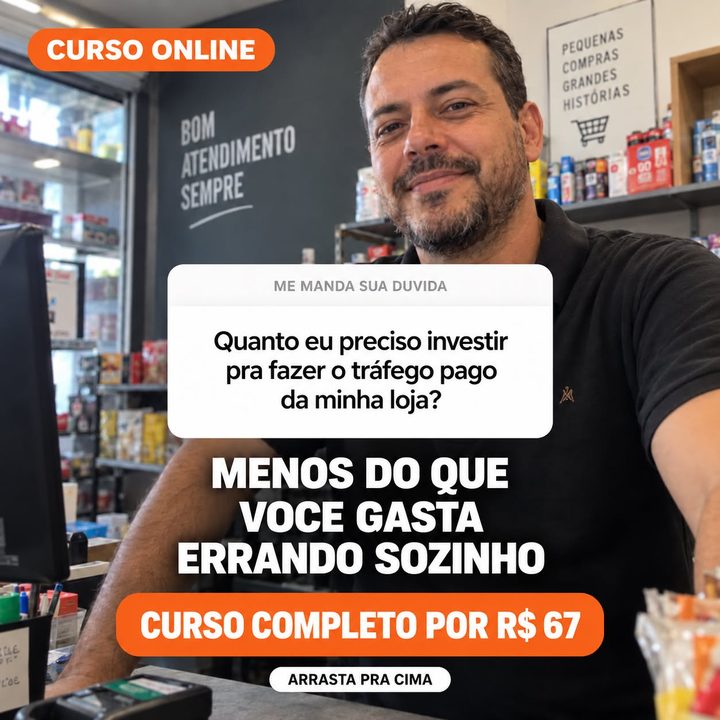 CURSO ONLINE
BOM
ATENDIMENTO
SEMPRE
PEQUENAS
COMPRAS
GRANDES
HISTÓRIAS
ME MANDA SUA DUVIDA
Quanto eu preciso investir
pra fazer o tráfego pago
da minha loja?
MENOS DO QUE
VOCE GASTA
ERRANDO SOZINHO
CURSO COMPLETO POR R$ 67
ARRASTA PRA CIMA